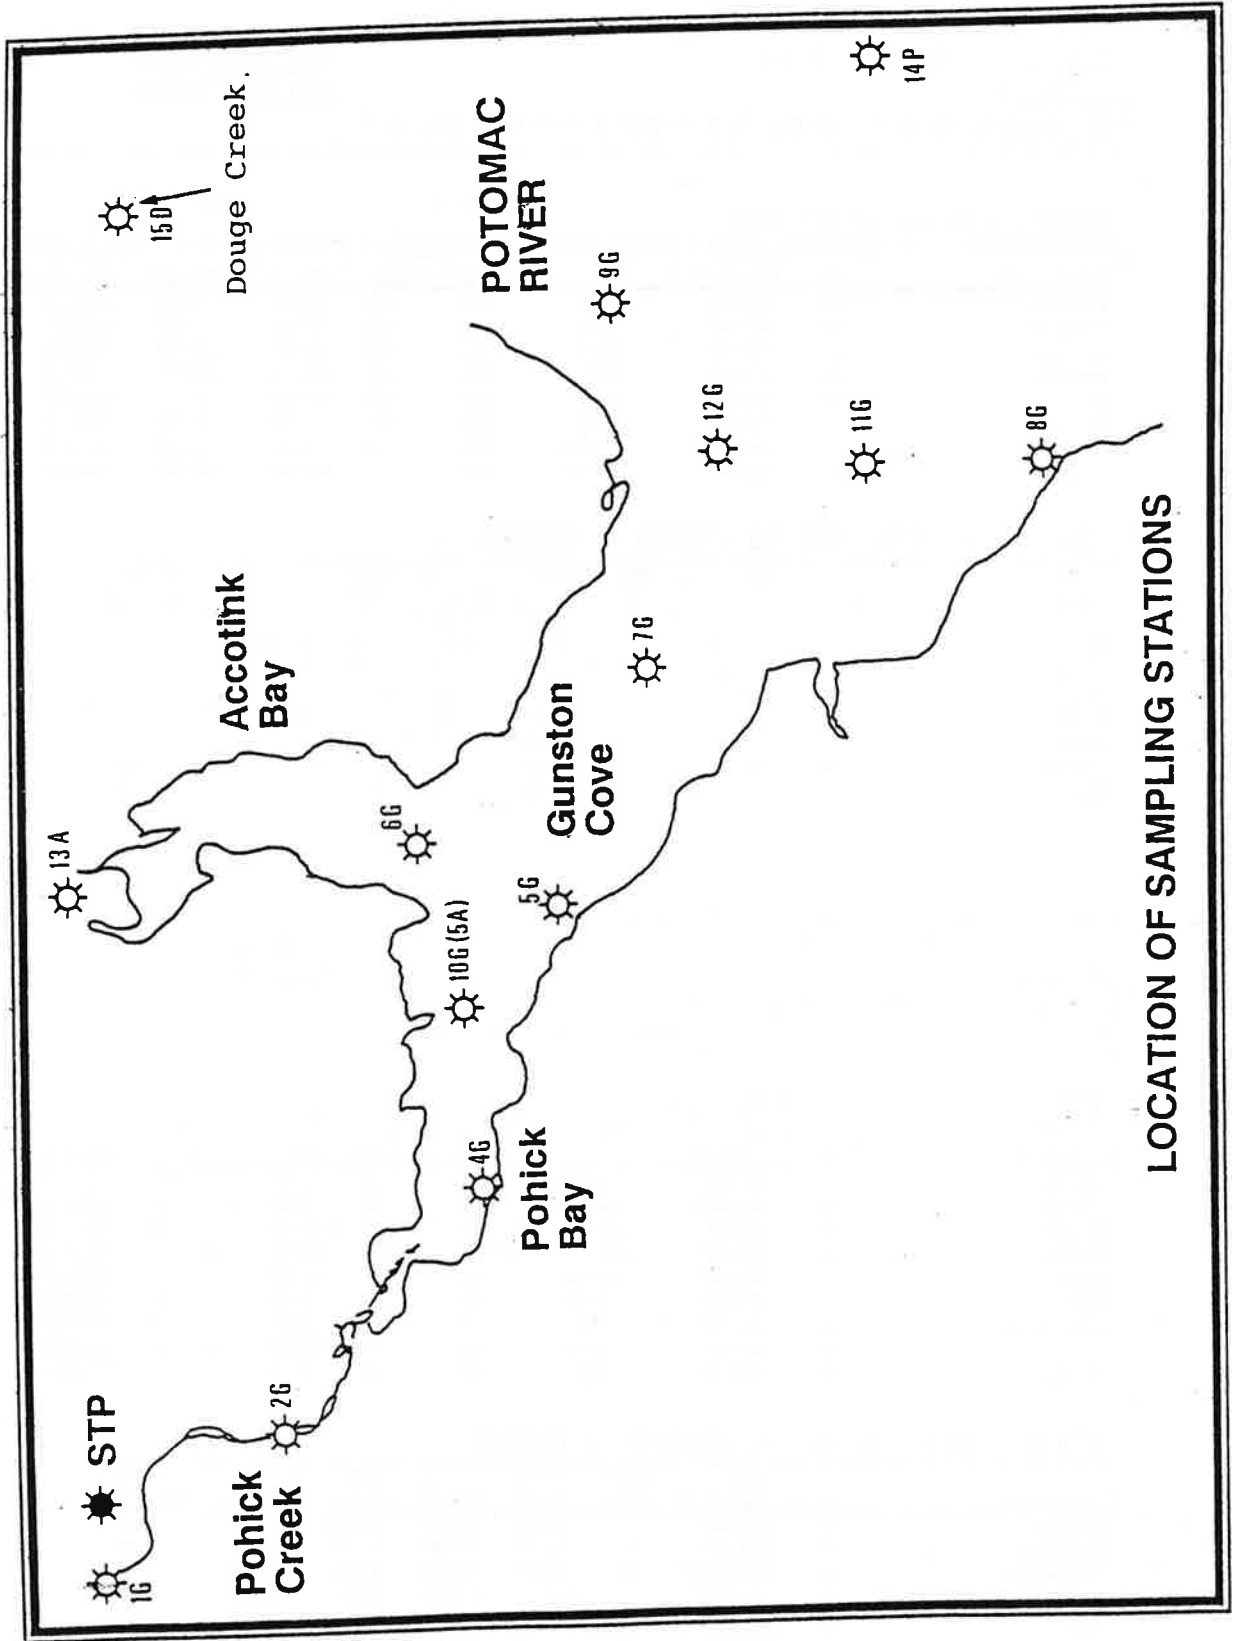 STP
1G
Pohick
Creek
2G
Pohick
Bay
4G
10G(5A)
5G
13A
6G
Accotink
Bay
Gunston
Cove
7G
POTOMAC
RIVER
9G
12G
11G
8G
15D
Douge Creek.
14P
LOCATION OF SAMPLING STATIONS